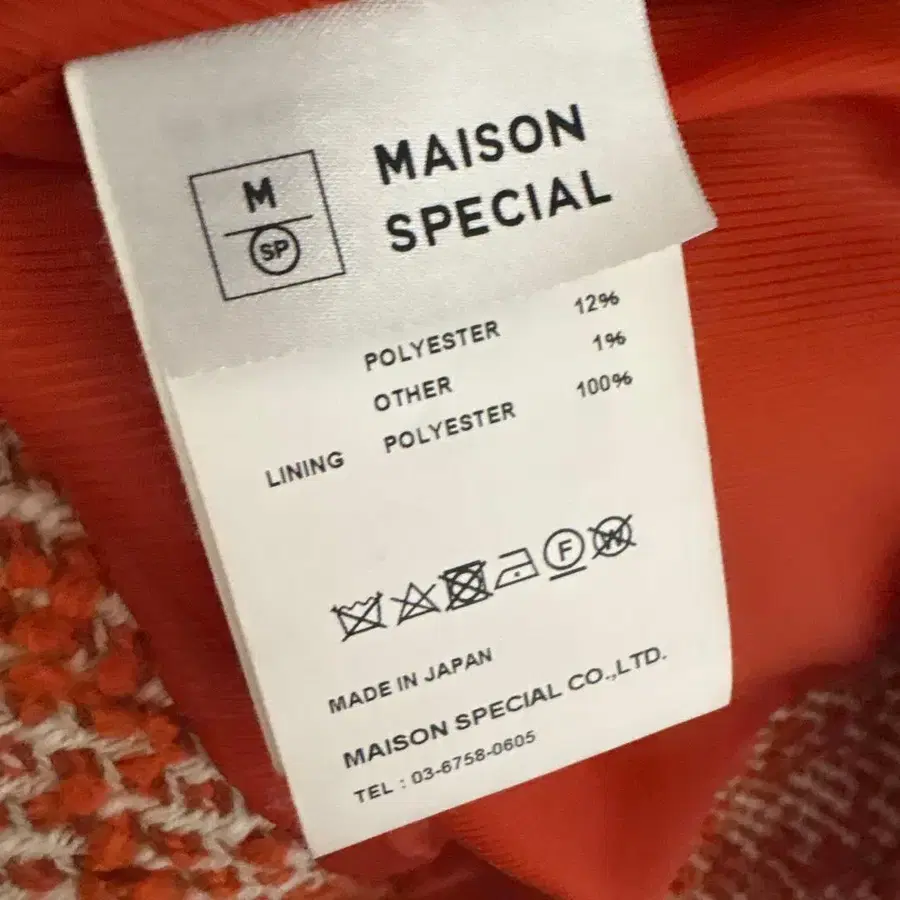 M
SP
MAISON
SPECIAL
POLYESTER 12%
OTHER 1%
LINING POLYESTER 100%
F
W
MADE IN JAPAN
MAISON SPECIAL CO.,LTD.
TEL : 03-6758-0605